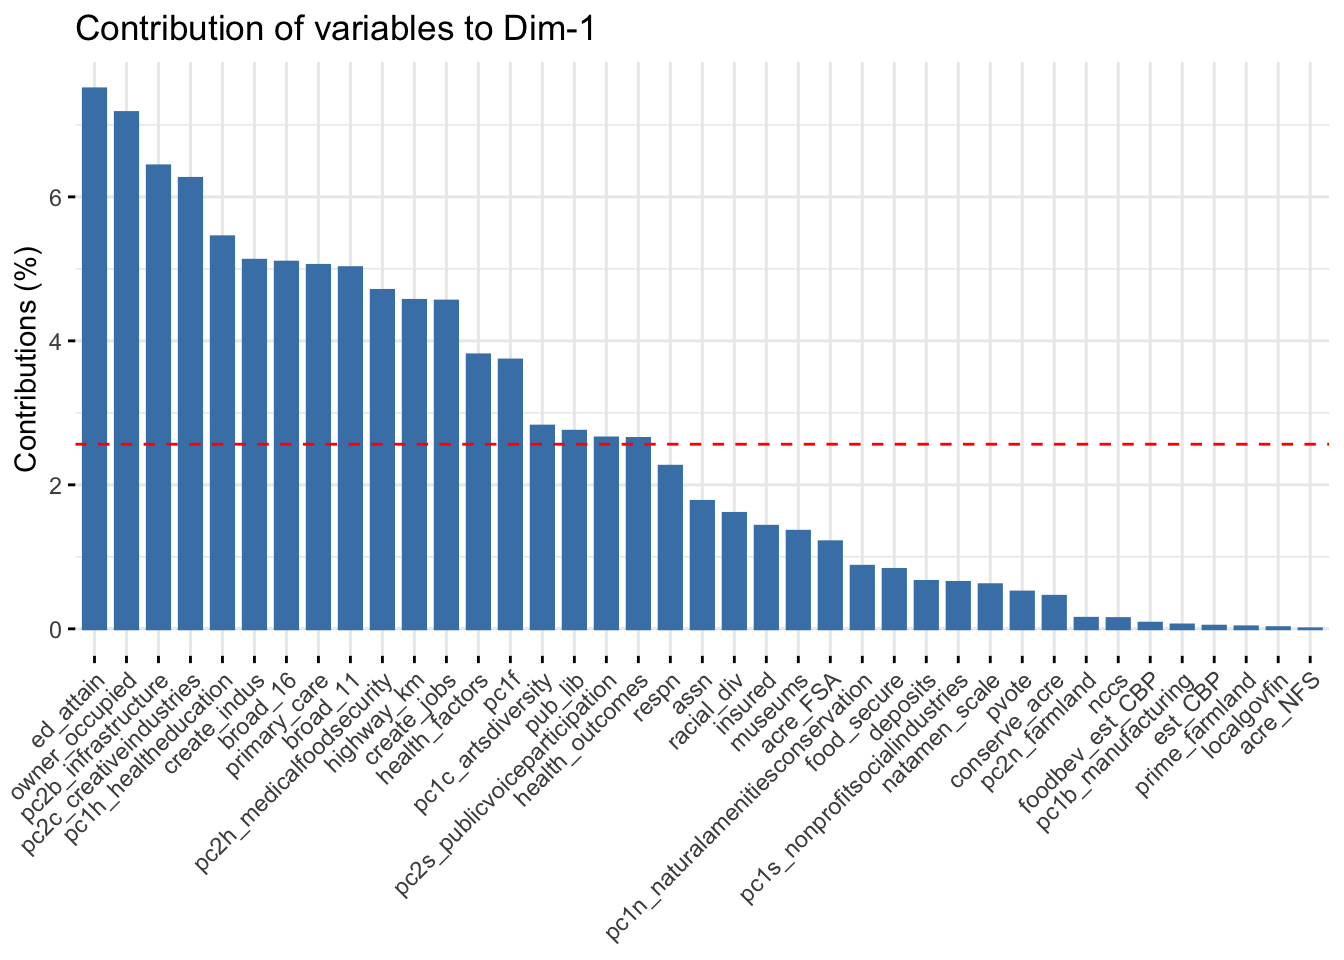 Contribution of variables to Dim-1
Contributions (%)
6
4
2
0
ed_attain
owner_occupied
pc2b_infrastructure
pc2c_creativeindustries
pc1h_healtheducation
create_indus
broad_16
primary_care
broad_11
pc2h_medicalfoodsecurity
highway_km
create_jobs
health_factors
pc1f
pc1c_artsdiversity
pub_lib
pc2s_publicvoiceparticipation
health_outcomes
respn
assn
racial_div
insured
museums
acre_FSA
pc1n_naturalamenitiesconservation
food_secure
deposits
pc1s_nonprofitsocialindustries
natamen_scale
pvote
conserve_acre
pc2n_farmland
nccs
foodbev_est_CBP
pc1b_manufacturing
est_CBP
prime_farmland
localgovfin
acre_NFS